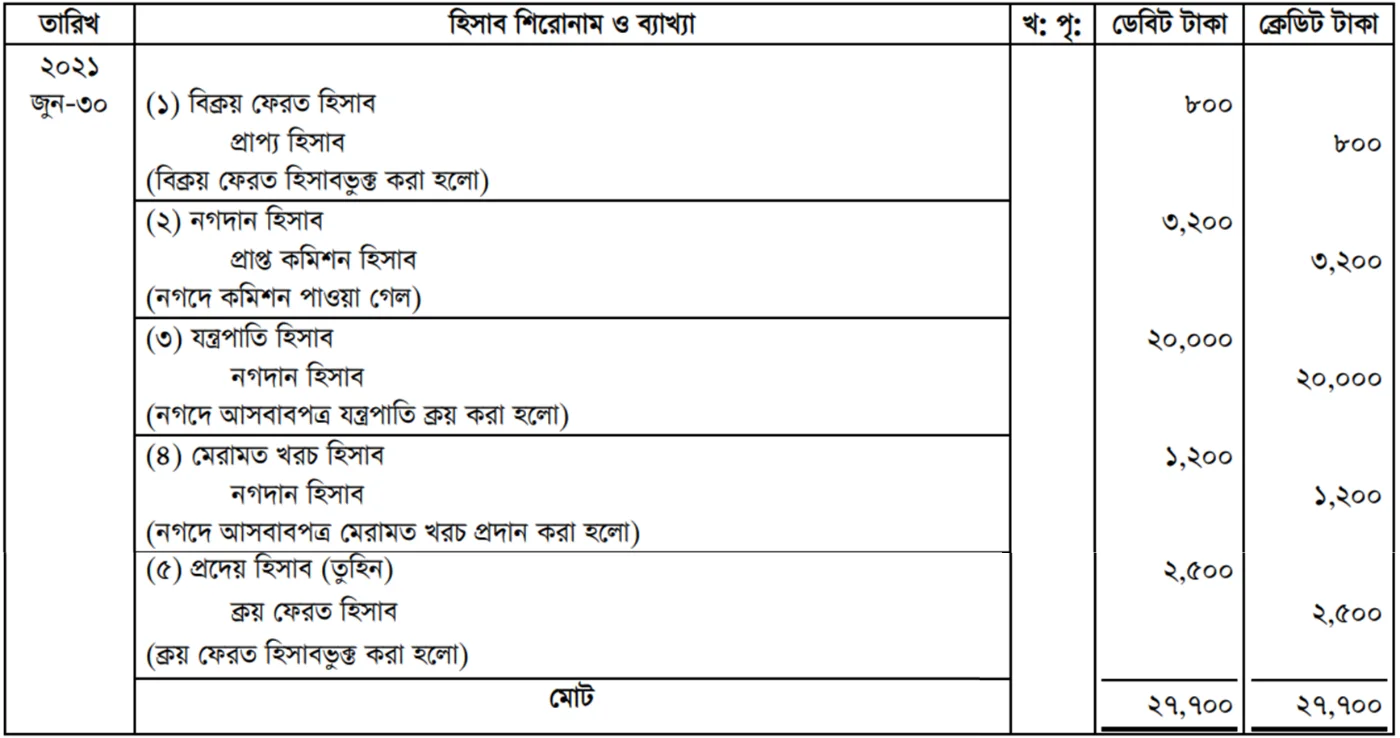 তারিখ হিসাব শিরোনাম ও ব্যাখ্যা খ: পৃ: ডেবিট টাকা ক্রেডিট টাকা
২০২১
জুন-৩০ (১) বিক্রয় ফেরত হিসাব ৮০০
প্রাপ্য হিসাব ৮০০
(বিক্রয় ফেরত হিসাবভুক্ত করা হলো)
(২) নগদান হিসাব ৩,২০০
প্রাপ্ত কমিশন হিসাব ৩,২০০
(নগদে কমিশন পাওয়া গেল)
(৩) যন্ত্রপাতি হিসাব ২০,০০০
নগদান হিসাব ২০,০০০
(নগদে আসবাবপত্র যন্ত্রপাতি ক্রয় করা হলো)
(৪) মেরামত খরচ হিসাব ১,২০০
নগদান হিসাব ১,২০০
(নগদে আসবাবপত্র মেরামত খরচ প্রদান করা হলো)
(৫) প্রদেয় হিসাব (তুহিন) ২,৫০০
ক্রয় ফেরত হিসাব ২,৫০০
(ক্রয় ফেরত হিসাবভুক্ত করা হলো)
মোট ২৭,৭০০ ২৭,৭০০